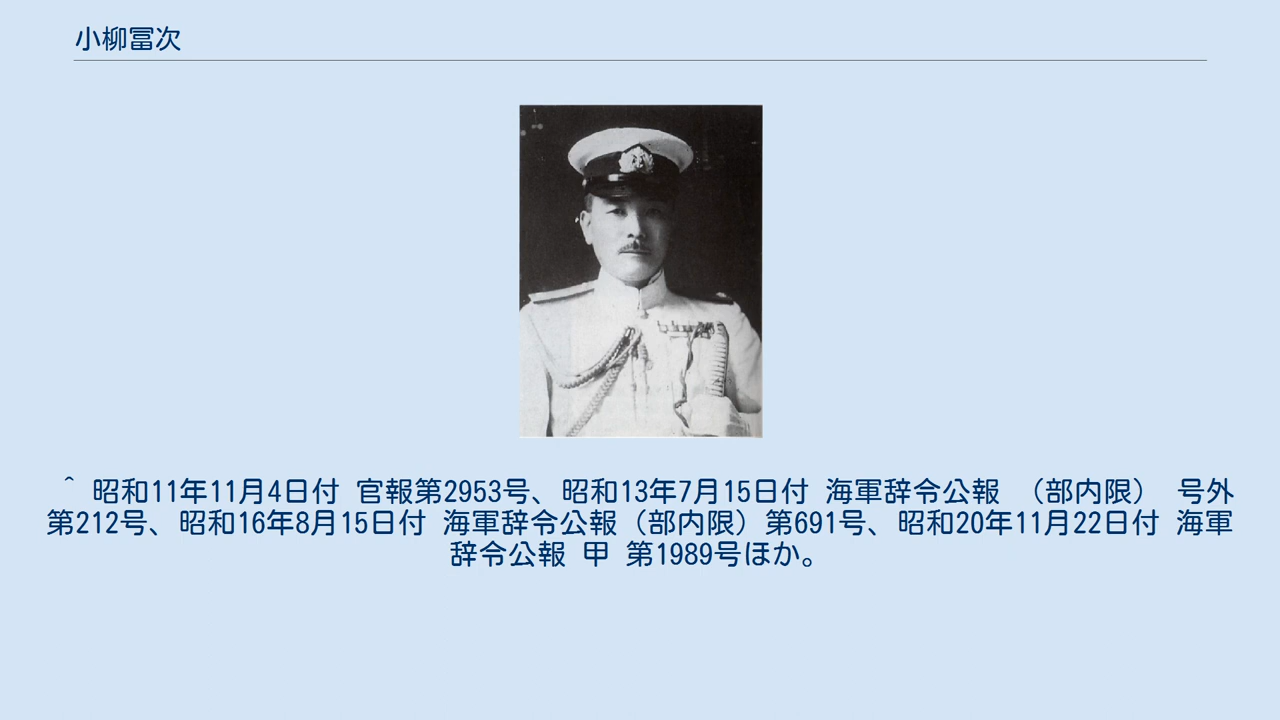 小柳冨次
^ 昭和11年11月4日付 官報第2953号、昭和13年7月15日付 海軍辞令公報 （部内限） 号外
第212号、昭和16年8月15日付 海軍辞令公報（部内限）第691号、昭和20年11月22日付 海軍
辞令公報 甲 第1989号ほか。